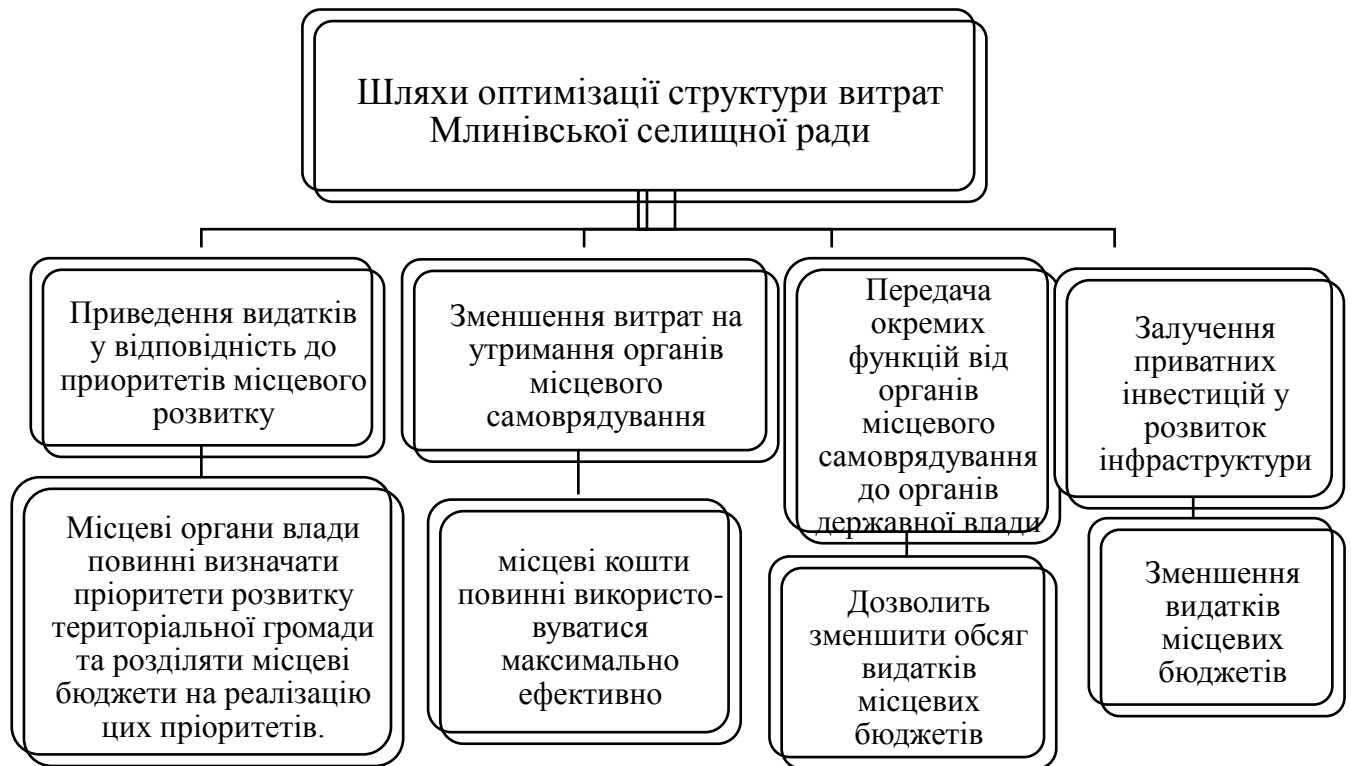 Шляхи оптимізації структури витрат
Млинівської селищної ради
Приведення видатків
у відповідність до
приоритетів місцевого
розвитку
Зменшення витрат на
утримання органів
місцевого
самоврядування
Передача
окремих
функцій від
органів
місцевого
самоврядування
до органів
державної влади
Залучення
приватних
інвестицій у
розвиток
інфраструктури
Місцеві органи влади
повинні визначати
пріоритети розвитку
територіальної громади
та розділяти місцеві
бюджети на реалізацію
цих пріоритетів.
місцеві кошти
повинні використо-
вуватися
максимально
ефективно
Дозволить
зменшити обсяг
видатків
місцевих
бюджетів
Зменшення
видатків
місцевих
бюджетів